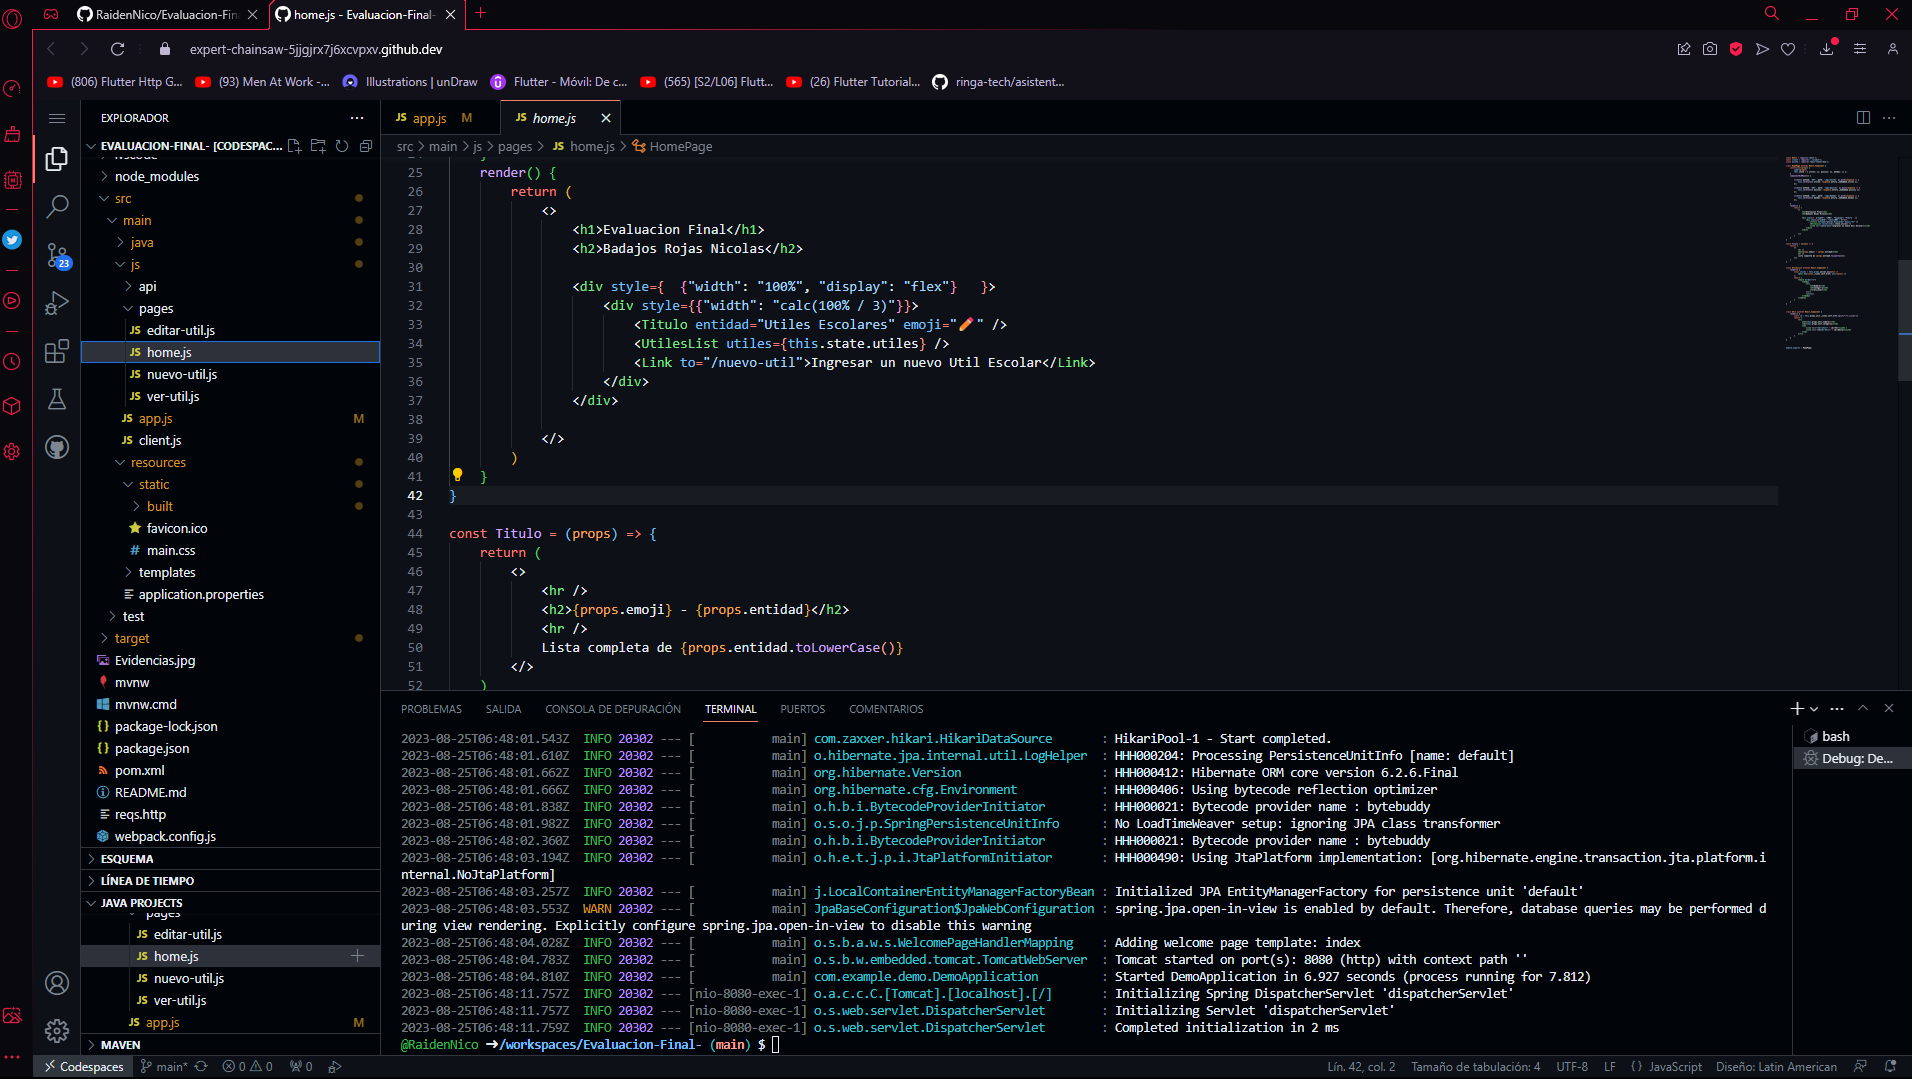 RaidenNico/Evaluacion-Fin
home.js - Evaluacion-Final-
expert-chainsaw-5jjgjrx7j6xcvpxv.github.dev
(806) Flutter Http G...
(93) Men At Work -...
Illustrations | unDraw
Flutter - Móvil: De c...
(565) [S2/L06] Flutt...
(26) Flutter Tutorial...
ringa-tech/asistent...
EXPLORADOR
EVALUACION-FINAL- [CODESPAC...
node_modules
src
main
java
js
api
pages
JS editar-util.js
JS home.js
JS nuevo-util.js
JS ver-util.js
JS app.js M
JS client.js
resources
static
built
favicon.ico
# main.css
templates
application.properties
test
target
Evidencias.jpg
mvnw
mvnw.cmd
{} package-lock.json
{} package.json
pom.xml
README.md
reqs.http
webpack.config.js
ESQUEMA
LÍNEA DE TIEMPO
JAVA PROJECTS
pages
JS editar-util.js
JS home.js
JS nuevo-util.js
JS ver-util.js
JS app.js M
MAVEN
23
JS app.js M
JS home.js
src > main > js > pages > JS home.js > HomePage
25 render() {
26 return (
27 <>
28 <h1>Evaluacion Final</h1>
29 <h2>Badajos Rojas Nicolas</h2>
30
31 <div style={ {"width": "100%", "display": "flex"} }>
32 <div style={{"width": "calc(100% / 3)"}}>
33 <Titulo entidad="Utiles Escolares" emoji="✏️" />
34 <UtilesList utiles={this.state.utiles} />
35 <Link to="/nuevo-util">Ingresar un nuevo Util Escolar</Link>
36 </div>
37 </div>
38
39 </>
40 )
41 }
42 }
43
44 const Titulo = (props) => {
45 return (
46 <>
47 <hr />
48 <h2>{props.emoji} - {props.entidad}</h2>
49 <hr />
50 Lista completa de {props.entidad.toLowerCase()}
51 </>
52 )
PROBLEMAS SALIDA CONSOLA DE DEPURACIÓN TERMINAL PUERTOS COMENTARIOS
2023-08-25T06:48:01.543Z INFO 20302 --- [ main] com.zaxxer.hikari.HikariDataSource : HikariPool-1 - Start completed.
2023-08-25T06:48:01.610Z INFO 20302 --- [ main] o.hibernate.jpa.internal.util.LogHelper : HHH000204: Processing PersistenceUnitInfo [name: default]
2023-08-25T06:48:01.662Z INFO 20302 --- [ main] org.hibernate.Version : HHH000412: Hibernate ORM core version 6.2.6.Final
2023-08-25T06:48:01.666Z INFO 20302 --- [ main] org.hibernate.cfg.Environment : HHH000406: Using bytecode reflection optimizer
2023-08-25T06:48:01.838Z INFO 20302 --- [ main] o.h.b.i.BytecodeProviderInitiator : HHH000021: Bytecode provider name : bytebuddy
2023-08-25T06:48:01.982Z INFO 20302 --- [ main] o.s.o.j.p.SpringPersistenceUnitInfo : No LoadTimeWeaver setup: ignoring JPA class transformer
2023-08-25T06:48:02.360Z INFO 20302 --- [ main] o.h.b.i.BytecodeProviderInitiator : HHH000021: Bytecode provider name : bytebuddy
2023-08-25T06:48:03.194Z INFO 20302 --- [ main] o.h.e.t.j.p.i.JtaPlatformInitiator : HHH000490: Using JtaPlatform implementation: [org.hibernate.engine.transaction.jta.platform.i
nternal.NoJtaPlatform]
2023-08-25T06:48:03.257Z INFO 20302 --- [ main] j.LocalContainerEntityManagerFactoryBean : Initialized JPA EntityManagerFactory for persistence unit 'default'
2023-08-25T06:48:03.553Z WARN 20302 --- [ main] JpaBaseConfiguration$JpaWebConfiguration : spring.jpa.open-in-view is enabled by default. Therefore, database queries may be performed d
uring view rendering. Explicitly configure spring.jpa.open-in-view to disable this warning
2023-08-25T06:48:04.028Z INFO 20302 --- [ main] o.s.b.a.w.s.WelcomePageHandlerMapping : Adding welcome page template: index
2023-08-25T06:48:04.783Z INFO 20302 --- [ main] o.s.b.w.embedded.tomcat.TomcatWebServer : Tomcat started on port(s): 8080 (http) with context path ''
2023-08-25T06:48:04.810Z INFO 20302 --- [ main] com.example.demo.DemoApplication : Started DemoApplication in 6.927 seconds (process running for 7.812)
2023-08-25T06:48:11.757Z INFO 20302 --- [nio-8080-exec-1] o.a.c.c.C.[Tomcat].[localhost].[/] : Initializing Spring DispatcherServlet 'dispatcherServlet'
2023-08-25T06:48:11.757Z INFO 20302 --- [nio-8080-exec-1] o.s.web.servlet.DispatcherServlet : Initializing Servlet 'dispatcherServlet'
2023-08-25T06:48:11.759Z INFO 20302 --- [nio-8080-exec-1] o.s.web.servlet.DispatcherServlet : Completed initialization in 2 ms
@RaidenNico ➜/workspaces/Evaluacion-Final- (main) $
bash
Debug: De...
Codespaces main* 0 0 0
Lín. 42, col. 2 Tamaño de tabulación: 4 UTF-8 LF {} JavaScript Diseño: Latin American